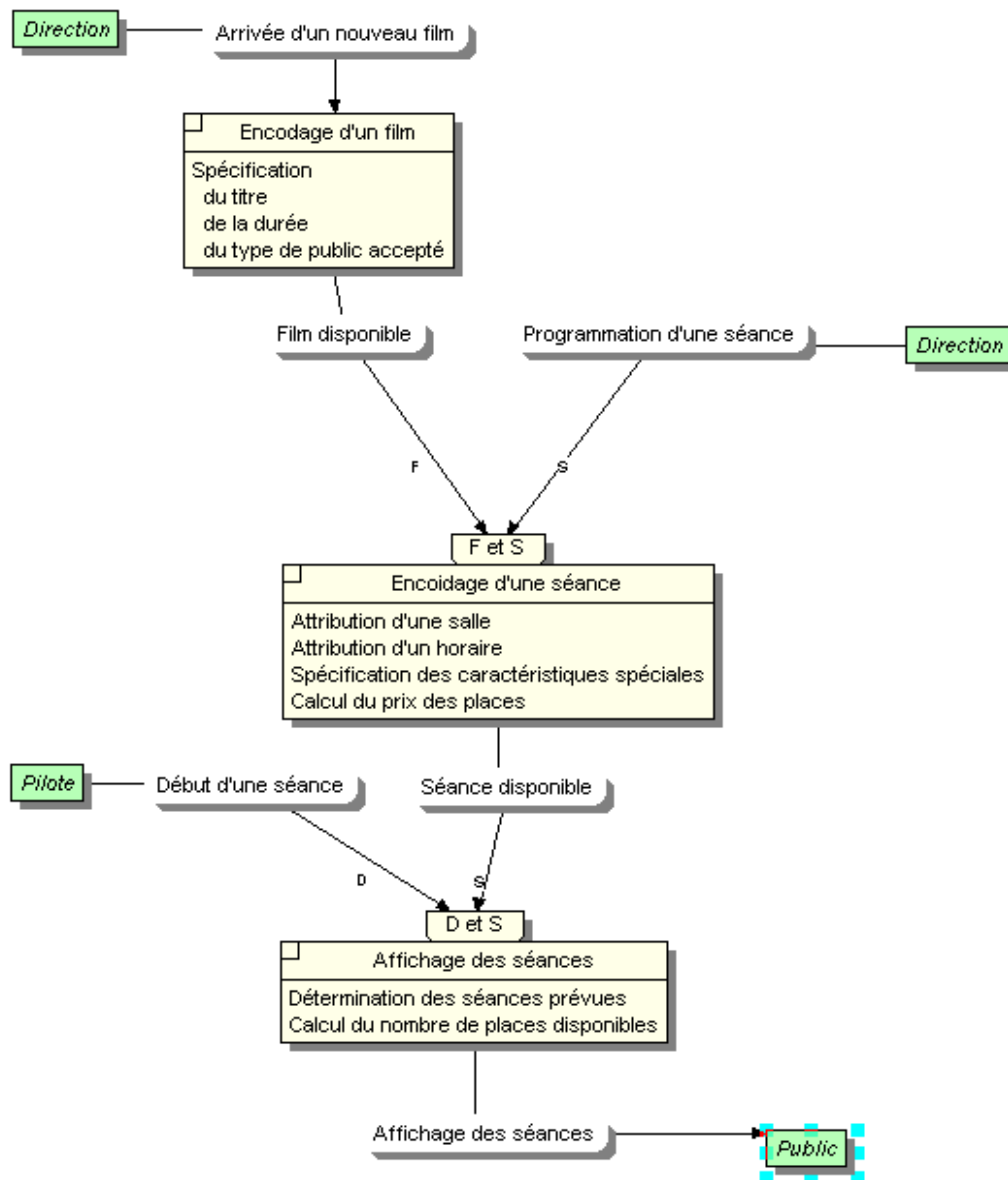 Direction
Arrivée d'un nouveau film
Encodage d'un film
Spécification
du titre
de la durée
du type de public accepté
Film disponible
Programmation d'une séance
Direction
F
S
F et S
Encoidage d'une séance
Attribution d'une salle
Attribution d'un horaire
Spécification des caractéristiques spéciales
Calcul du prix des places
Pilote
Début d'une séance
Séance disponible
D
S
D et S
Affichage des séances
Détermination des séances prévues
Calcul du nombre de places disponibles
Affichage des séances
Public